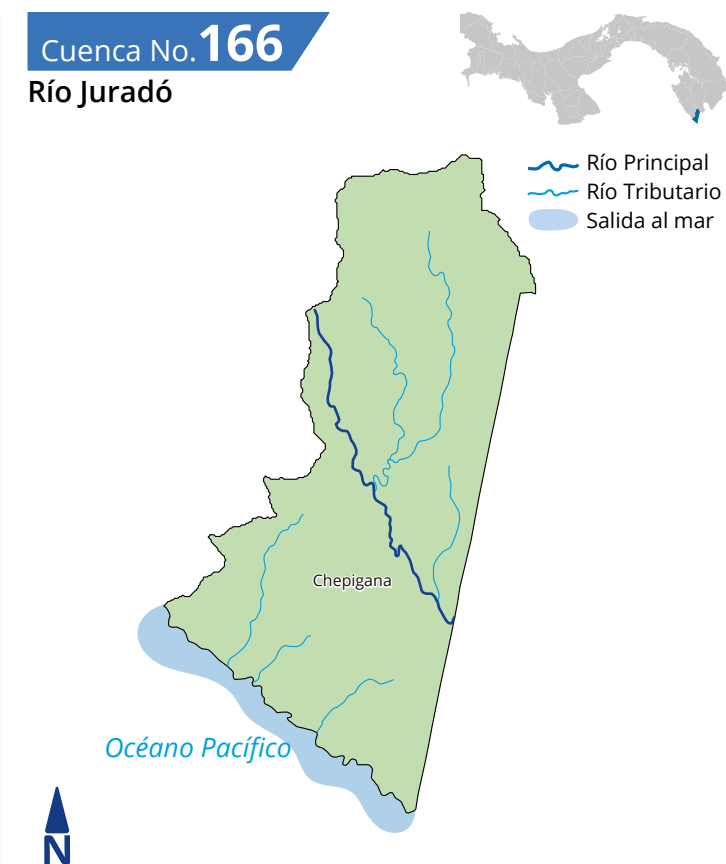 Cuenca No. 166
Río Juradó
Río Principal
Río Tributario
Salida al mar
Chepigana
Océano Pacífico
N